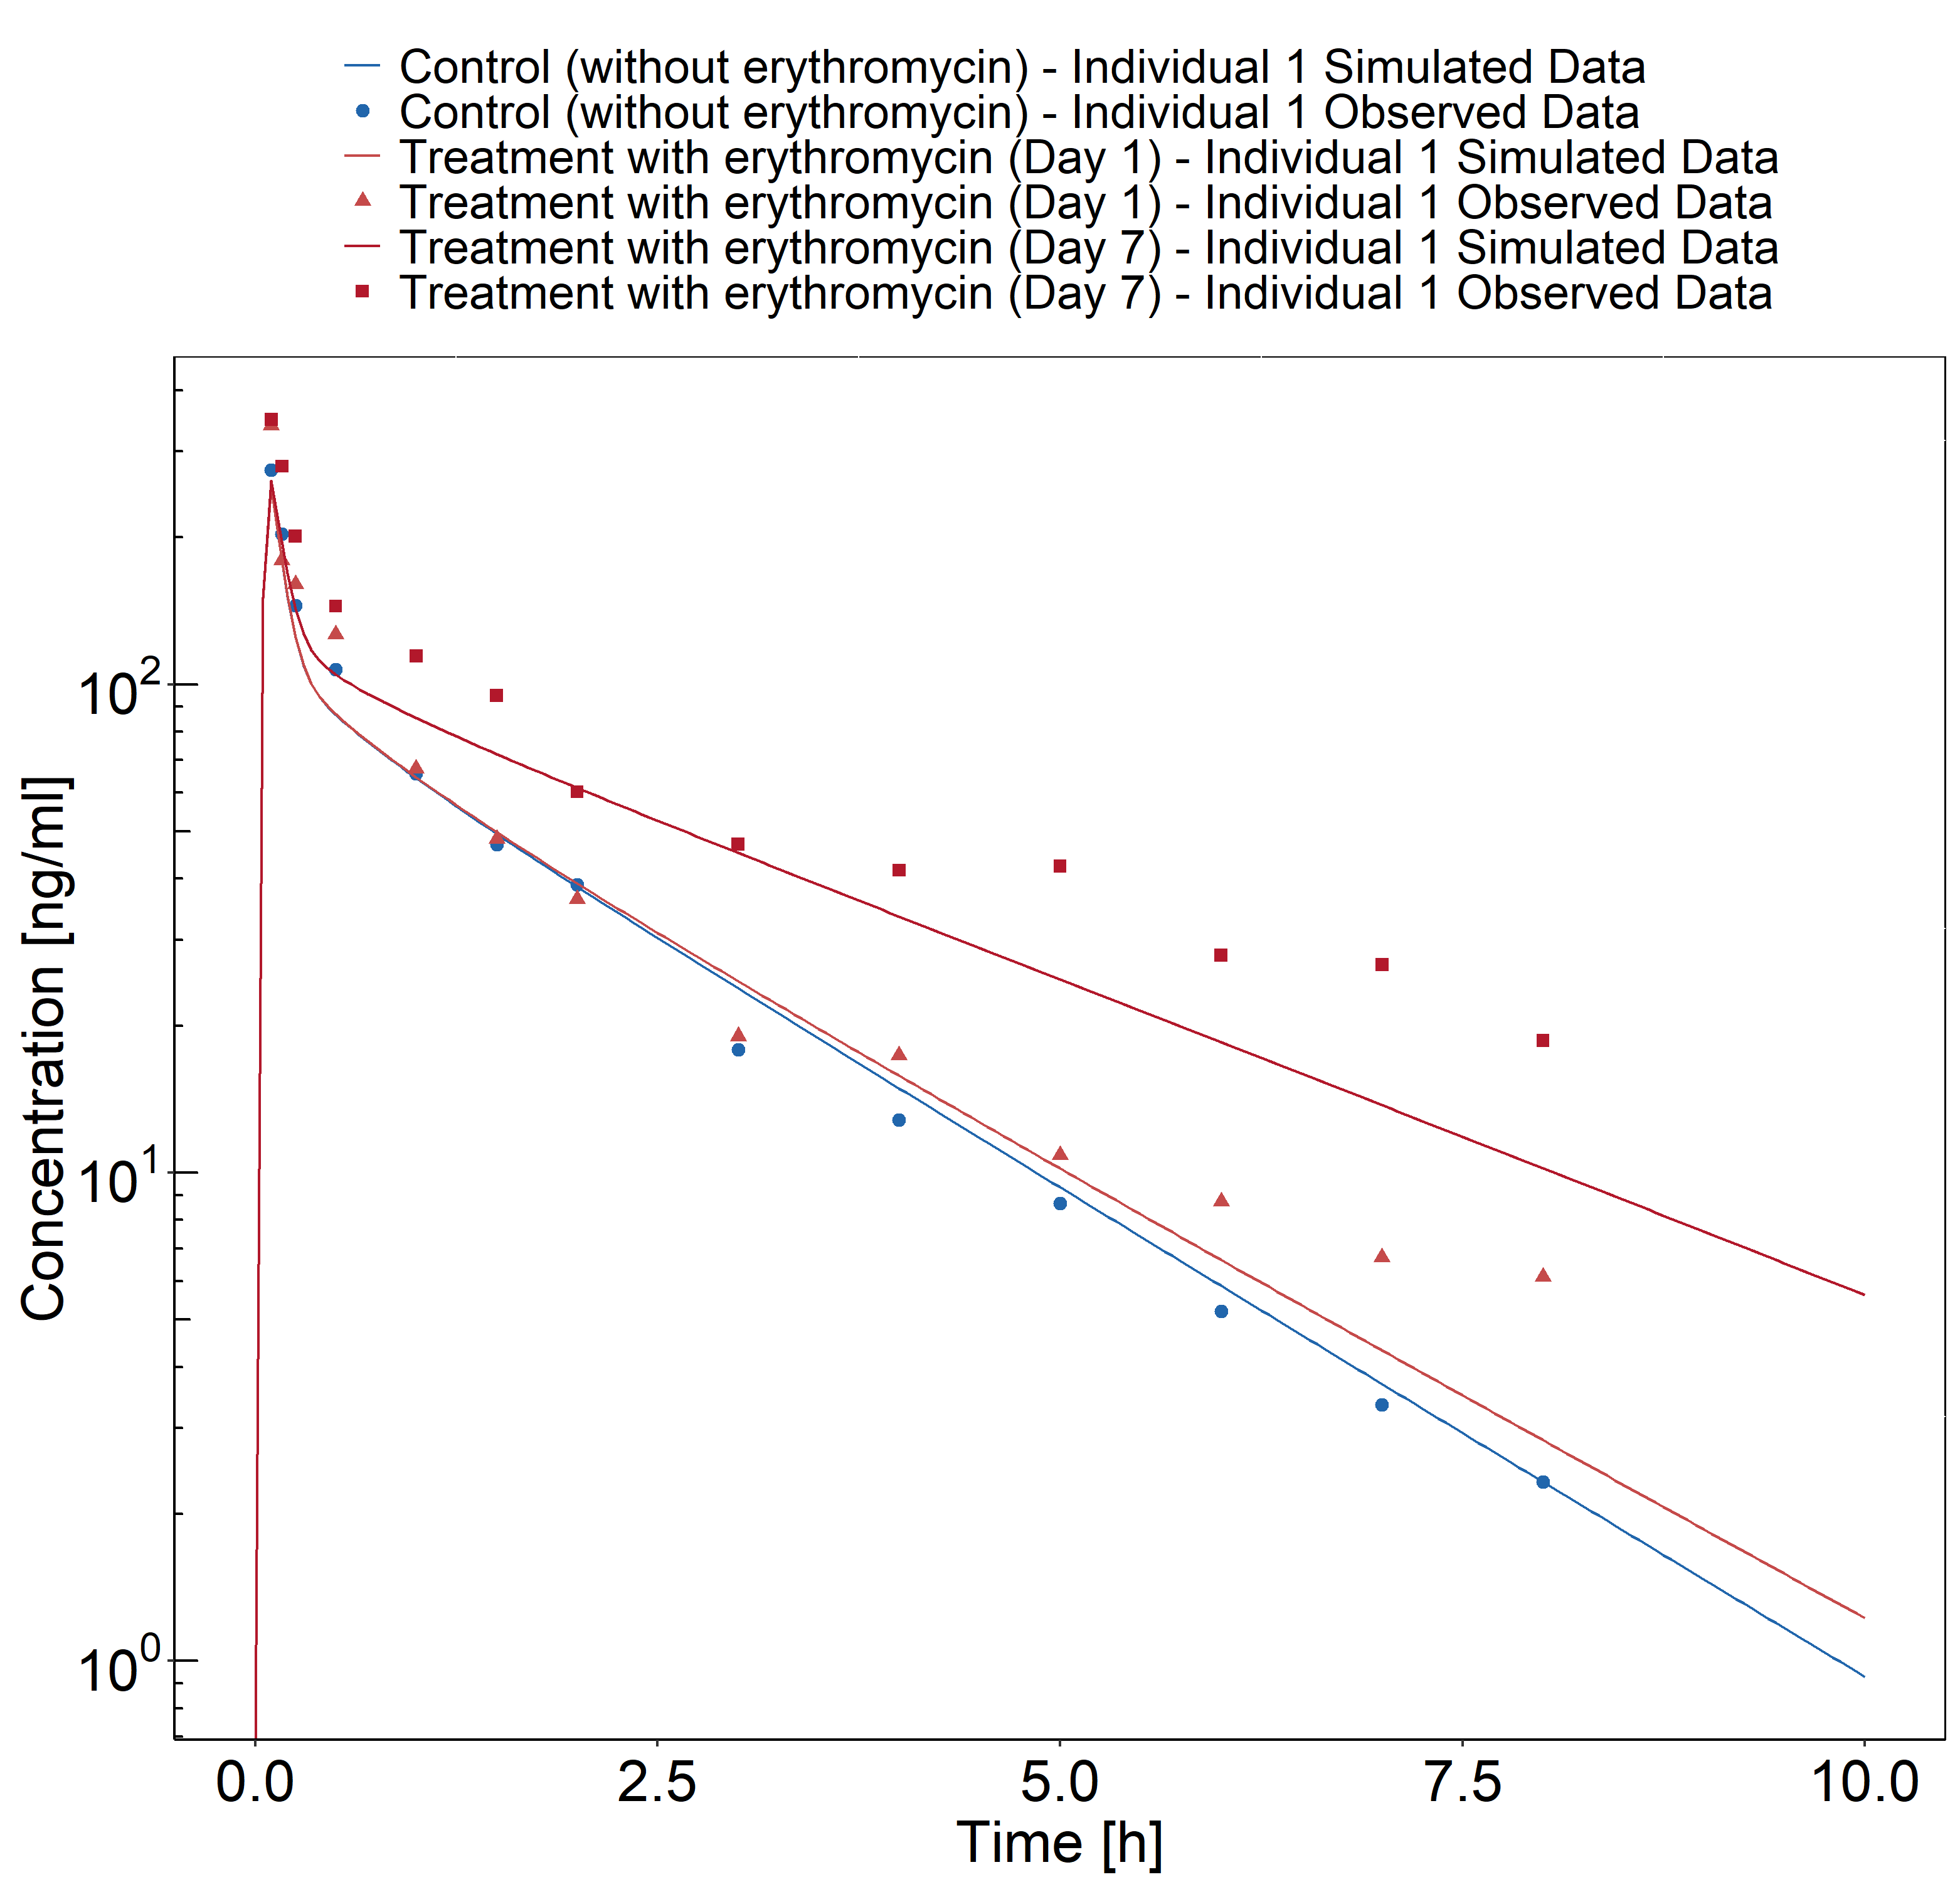 Control (without erythromycin) - Individual 1 Simulated Data
Control (without erythromycin) - Individual 1 Observed Data
Treatment with erythromycin (Day 1) - Individual 1 Simulated Data
Treatment with erythromycin (Day 1) - Individual 1 Observed Data
Treatment with erythromycin (Day 7) - Individual 1 Simulated Data
Treatment with erythromycin (Day 7) - Individual 1 Observed Data
Concentration [ng/ml]
10²
10¹
10⁰
0.0 2.5 5.0 7.5 10.0
Time [h]